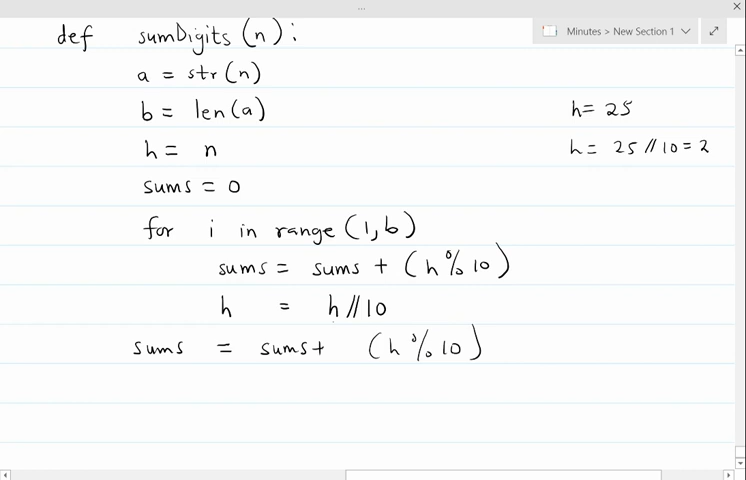 ...
Minutes > New Section 1
def sumDigits(n):
a = str(n)
b = len(a)
h = n
sums = 0
for i in range(1,b)
sums = sums + (h%10)
h = h//10
sums = sums+ (h%10)
h = 25
h = 25//10 = 2